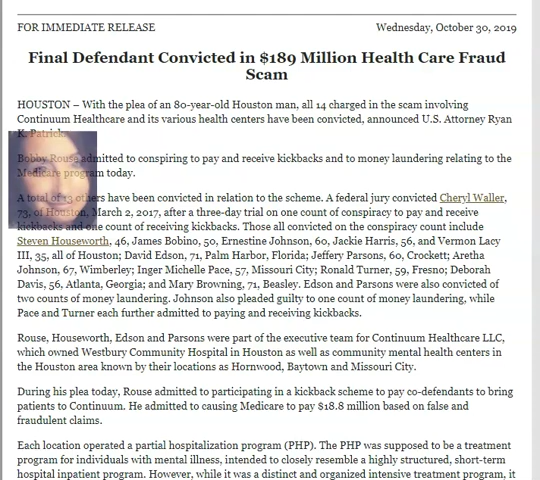 FOR IMMEDIATE RELEASE Wednesday, October 30, 2019
Final Defendant Convicted in $189 Million Health Care Fraud
Scam
HOUSTON – With the plea of an 80-year-old Houston man, all 14 charged in the scam involving
Continuum Healthcare and its various health centers have been convicted, announced U.S. Attorney Ryan
K. Patrick.
Bobby Rouse admitted to conspiring to pay and receive kickbacks and to money laundering relating to the
Medicare program today.
A total of 13 others have been convicted in relation to the scheme. A federal jury convicted Cheryl Waller,
73, of Houston, March 2, 2017, after a three-day trial on one count of conspiracy to pay and receive
kickbacks and one count of receiving kickbacks. Those all convicted on the conspiracy count include
Steven Houseworth, 46, James Bobino, 50, Ernestine Johnson, 60, Jackie Harris, 56, and Vermon Lacy
III, 35, all of Houston; David Edson, 71, Palm Harbor, Florida; Jeffery Parsons, 60, Crockett; Aretha
Johnson, 67, Wimberley; Inger Michelle Pace, 57, Missouri City; Ronald Turner, 59, Fresno; Deborah
Davis, 56, Atlanta, Georgia; and Mary Browning, 71, Beasley. Edson and Parsons were also convicted of
two counts of money laundering. Johnson also pleaded guilty to one count of money laundering, while
Pace and Turner each further admitted to paying and receiving kickbacks.
Rouse, Houseworth, Edson and Parsons were part of the executive team for Continuum Healthcare LLC,
which owned Westbury Community Hospital in Houston as well as community mental health centers in
the Houston area known by their locations as Hornwood, Baytown and Missouri City.
During his plea today, Rouse admitted to participating in a kickback scheme to pay co-defendants to bring
patients to Continuum. He admitted to causing Medicare to pay $18.8 million based on false and
fraudulent claims.
Each location operated a partial hospitalization program (PHP). The PHP was supposed to be a treatment
program for individuals with mental illness, intended to closely resemble a highly structured, short-term
hospital inpatient program. However, while it was a distinct and organized intensive treatment program, it